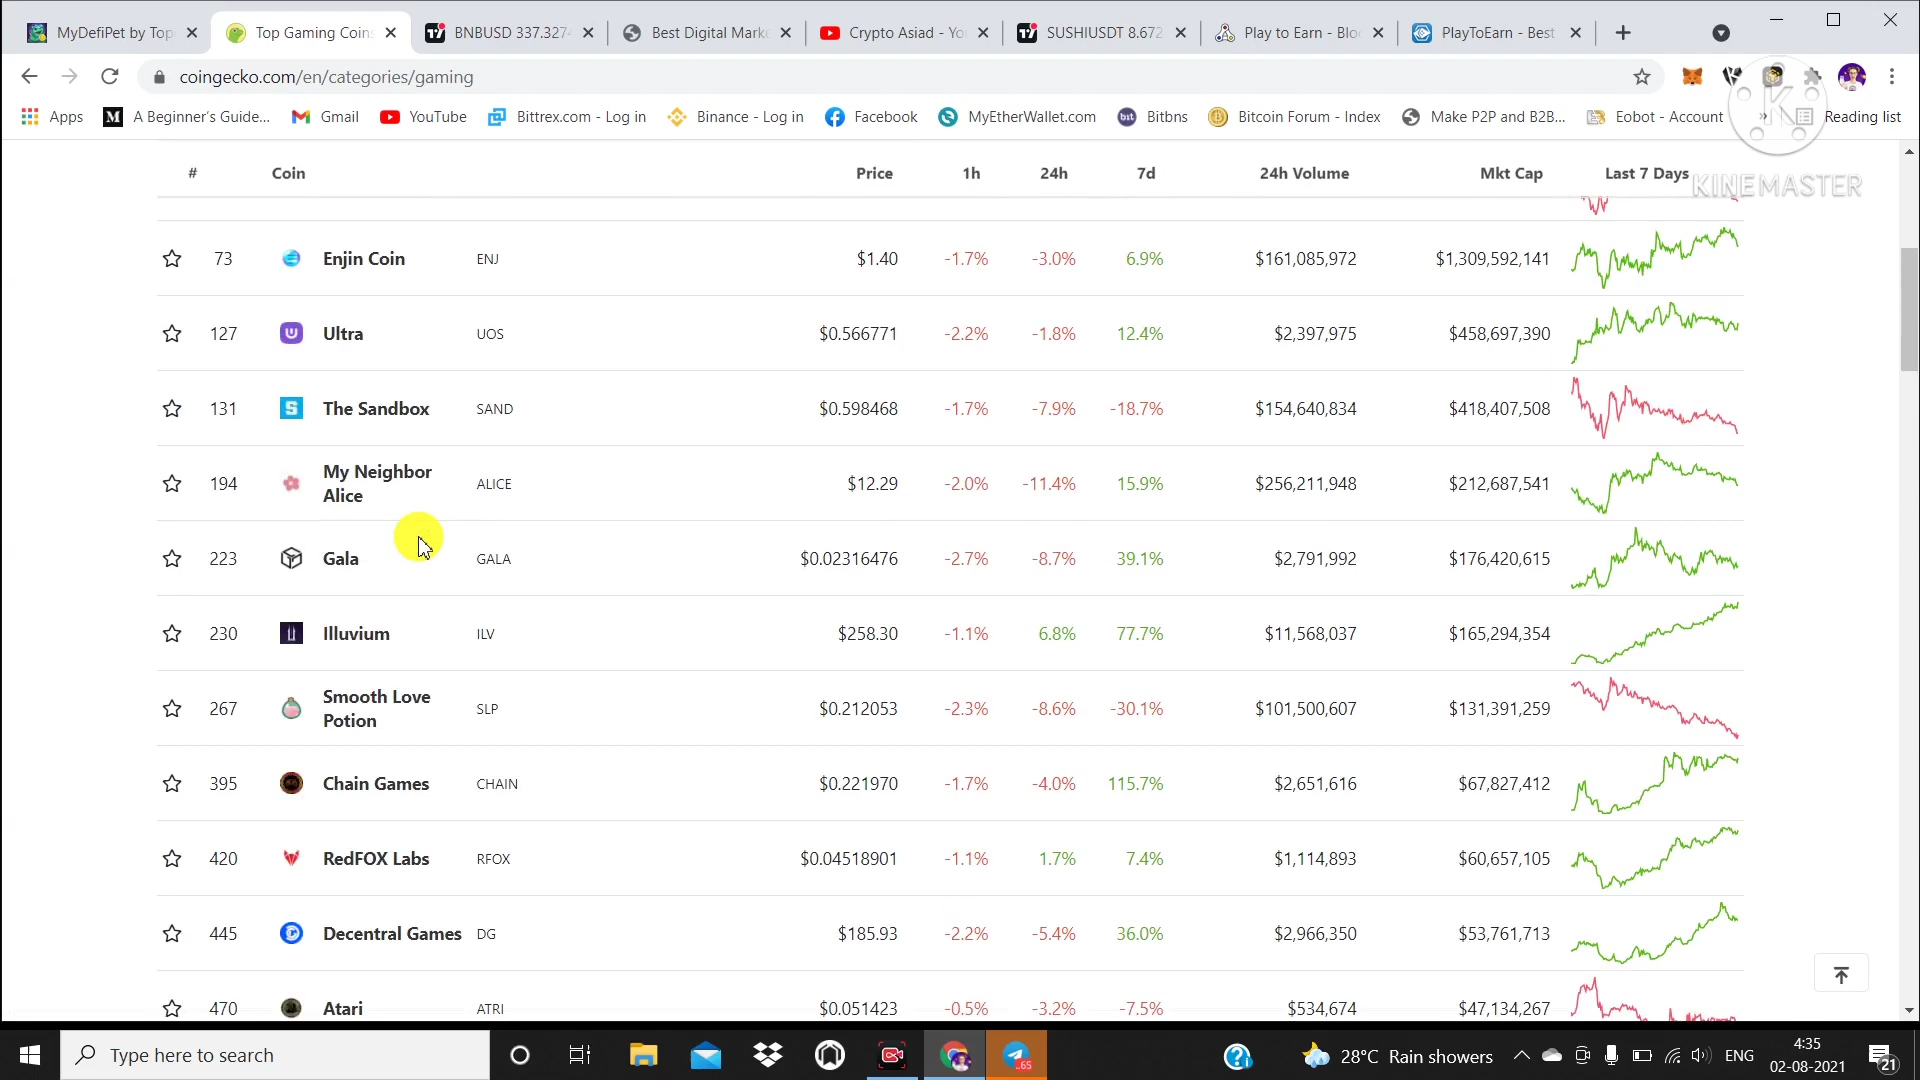 MyDefiPet by Top
Top Gaming Coins
BNBUSD 337.327
Best Digital Mark
Crypto Asiad - Yo
SUSHIUSDT 8.672
Play to Earn - Blo
PlayToEarn - Best
coingecko.com/en/categories/gaming
Apps
A Beginner's Guide...
Gmail
YouTube
Bittrex.com - Log in
Binance - Log in
Facebook
MyEtherWallet.com
Bitbns
Bitcoin Forum - Index
Make P2P and B2B...
Eobot - Account
Reading list
KINEMASTER
# Coin Price 1h 24h 7d 24h Volume Mkt Cap Last 7 Days
73 Enjin Coin ENJ $1.40 -1.7% -3.0% 6.9% $161,085,972 $1,309,592,141
127 Ultra UOS $0.566771 -2.2% -1.8% 12.4% $2,397,975 $458,697,390
131 The Sandbox SAND $0.598468 -1.7% -7.9% -18.7% $154,640,834 $418,407,508
194 My Neighbor
Alice ALICE $12.29 -2.0% -11.4% 15.9% $256,211,948 $212,687,541
223 Gala GALA $0.02316476 -2.7% -8.7% 39.1% $2,791,992 $176,420,615
230 Illuvium ILV $258.30 -1.1% 6.8% 77.7% $11,568,037 $165,294,354
267 Smooth Love
Potion SLP $0.212053 -2.3% -8.6% -30.1% $101,500,607 $131,391,259
395 Chain Games CHAIN $0.221970 -1.7% -4.0% 115.7% $2,651,616 $67,827,412
420 RedFOX Labs RFOX $0.04518901 -1.1% 1.7% 7.4% $1,114,893 $60,657,105
445 Decentral Games DG $185.93 -2.2% -5.4% 36.0% $2,966,350 $53,761,713
470 Atari ATRI $0.051423 -0.5% -3.2% -7.5% $534,674 $47,134,267
Type here to search
65
28°C Rain showers
ENG
4:35
02-08-2021
21